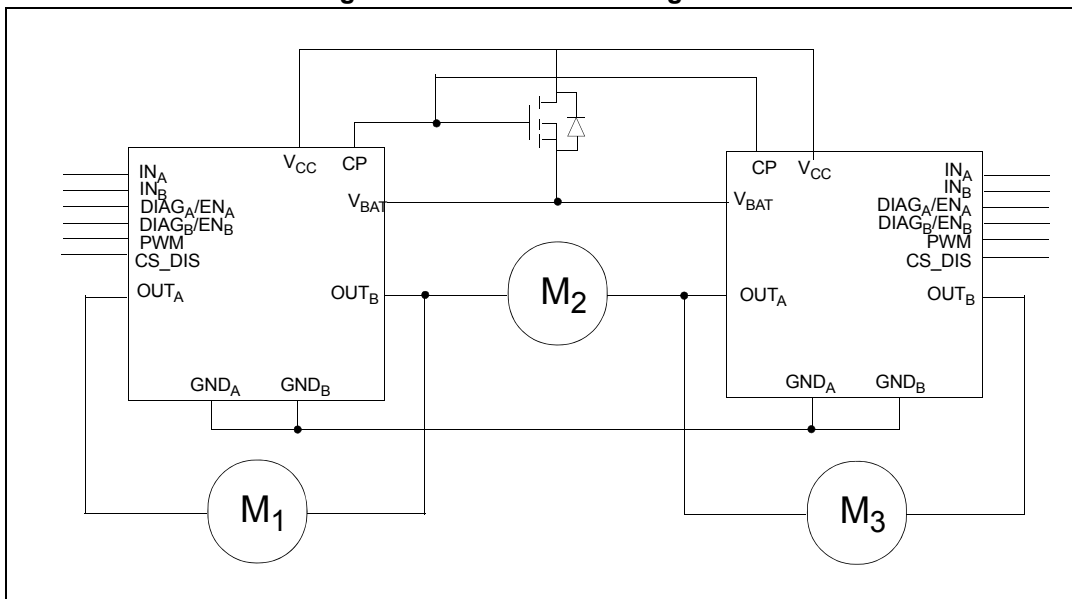 V_CC CP
IN_A
IN_B
DIAG_A/EN_A
DIAG_B/EN_B
PWM
CS_DIS
OUT_A
V_BAT
OUT_B
GND_A GND_B
M_2
CP V_CC
V_BAT
IN_A
IN_B
DIAG_A/EN_A
DIAG_B/EN_B
PWM
CS_DIS
OUT_A
OUT_B
GND_A GND_B
M_1
M_3